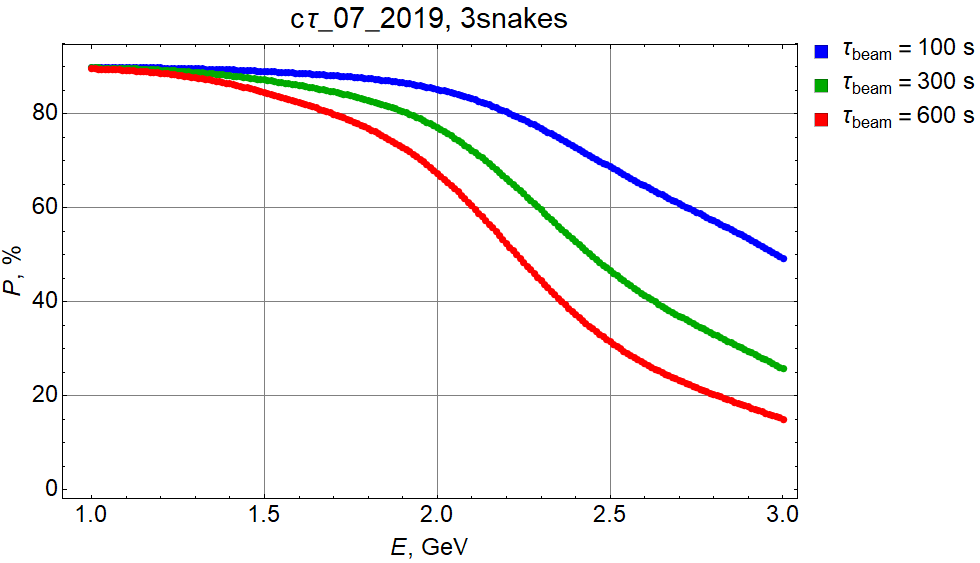 cτ_07_2019, 3snakes
τbeam = 100 s
τbeam = 300 s
τbeam = 600 s
P, %
80
60
40
20
0
1.0 1.5 2.0 2.5 3.0
E, GeV